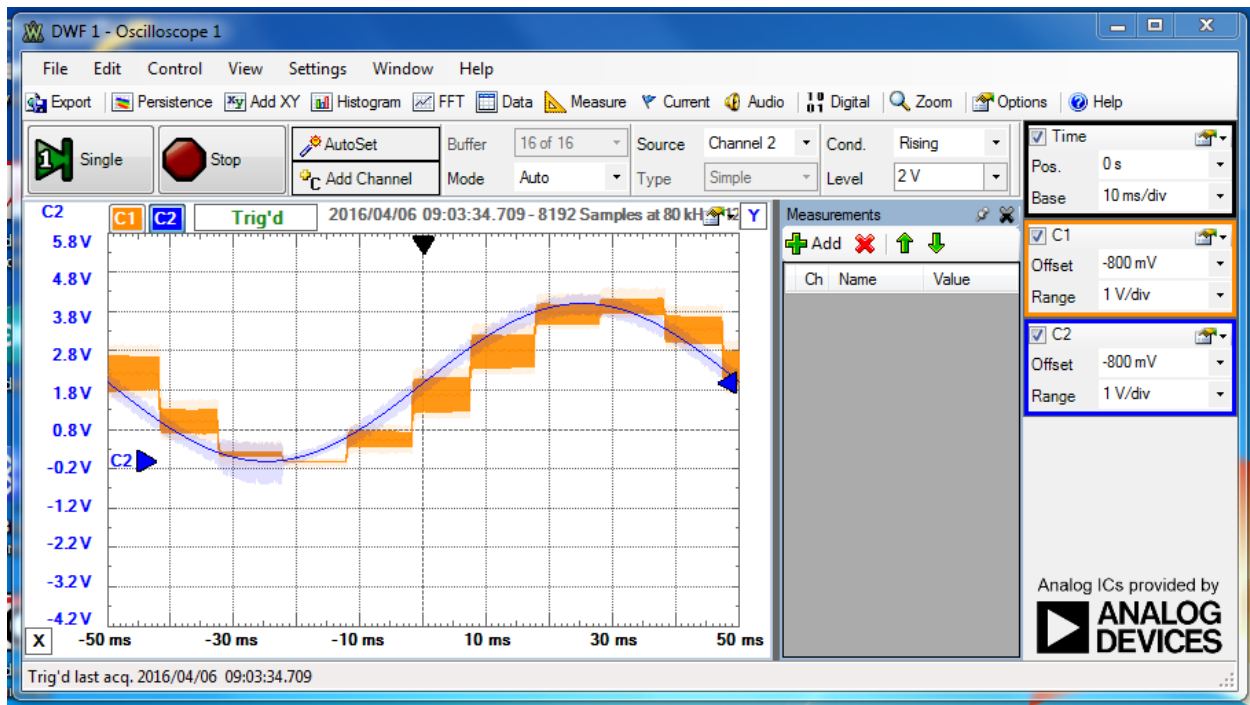 DWF 1 - Oscilloscope 1
File Edit Control View Settings Window Help
Export Persistence Add XY Histogram FFT Data Measure Current Audio Digital Zoom Options Help
Single Stop AutoSet Buffer 16 of 16 Source Channel 2 Cond. Rising
Add Channel Mode Auto Type Simple Level 2 V
Time
Pos. 0 s
Base 10 ms/div
C2 C1 C2 Trig'd 2016/04/06 09:03:34.709 - 8192 Samples at 80 kH Y
5.8 V
4.8 V
3.8 V
2.8 V
1.8 V
0.8 V
-0.2 V
-1.2 V
-2.2 V
-3.2 V
-4.2 V
C2
X -50 ms -30 ms -10 ms 10 ms 30 ms 50 ms
Measurements
Add
Ch Name Value
C1
Offset -800 mV
Range 1 V/div
C2
Offset -800 mV
Range 1 V/div
Analog ICs provided by
ANALOG
DEVICES
Trig'd last acq. 2016/04/06 09:03:34.709